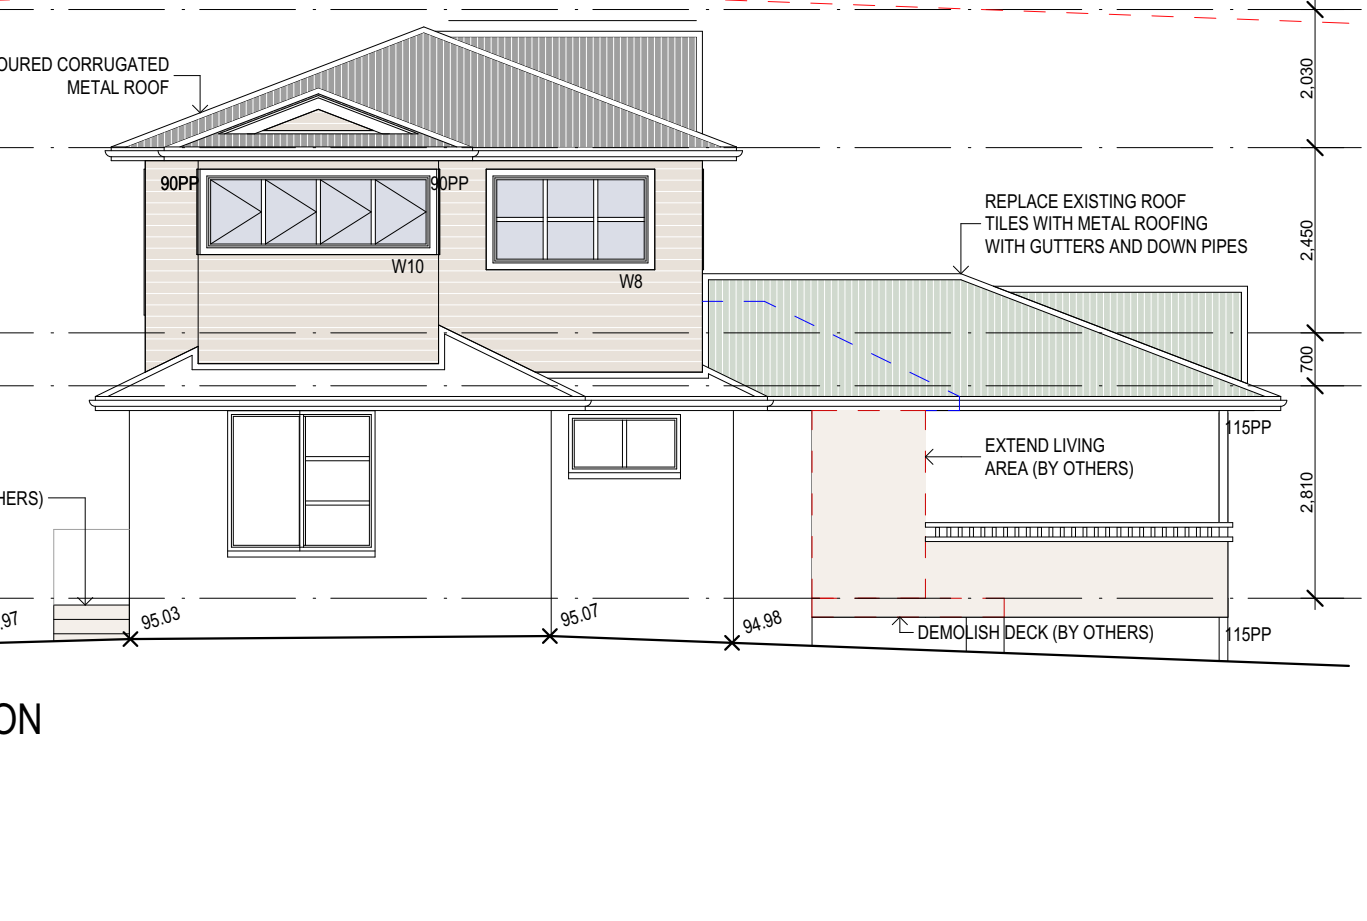 OURED CORRUGATED
METAL ROOF
2,030
90PP
90PP
W10
W8
REPLACE EXISTING ROOF
TILES WITH METAL ROOFING
WITH GUTTERS AND DOWN PIPES
2,450
700
115PP
EXTEND LIVING
AREA (BY OTHERS)
2,810
HERS)
.97
95.03
95.07
94.98
DEMOLISH DECK (BY OTHERS)
115PP
ON